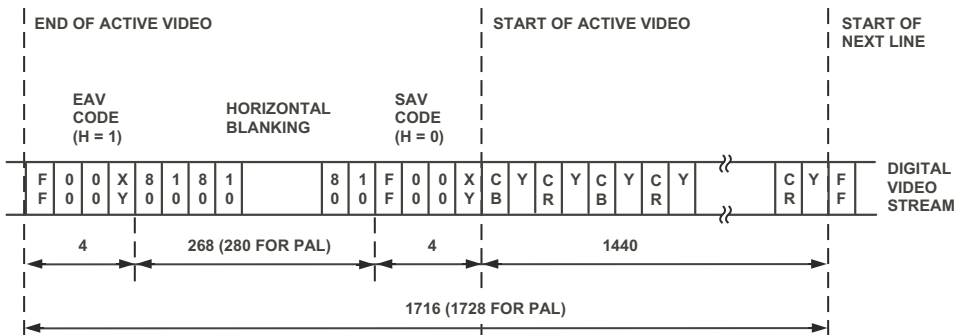 END OF ACTIVE VIDEO
START OF ACTIVE VIDEO
START OF
NEXT LINE
EAV
CODE
(H = 1)
HORIZONTAL
BLANKING
SAV
CODE
(H = 0)
F 0 0 X 8 1 8 1 8 1 F 0 0 X C Y C Y C Y C Y C Y F
F 0 0 Y 0 0 0 0 0 0 F 0 0 Y B R B R R F
DIGITAL
VIDEO
STREAM
4
268 (280 FOR PAL)
4
1440
1716 (1728 FOR PAL)